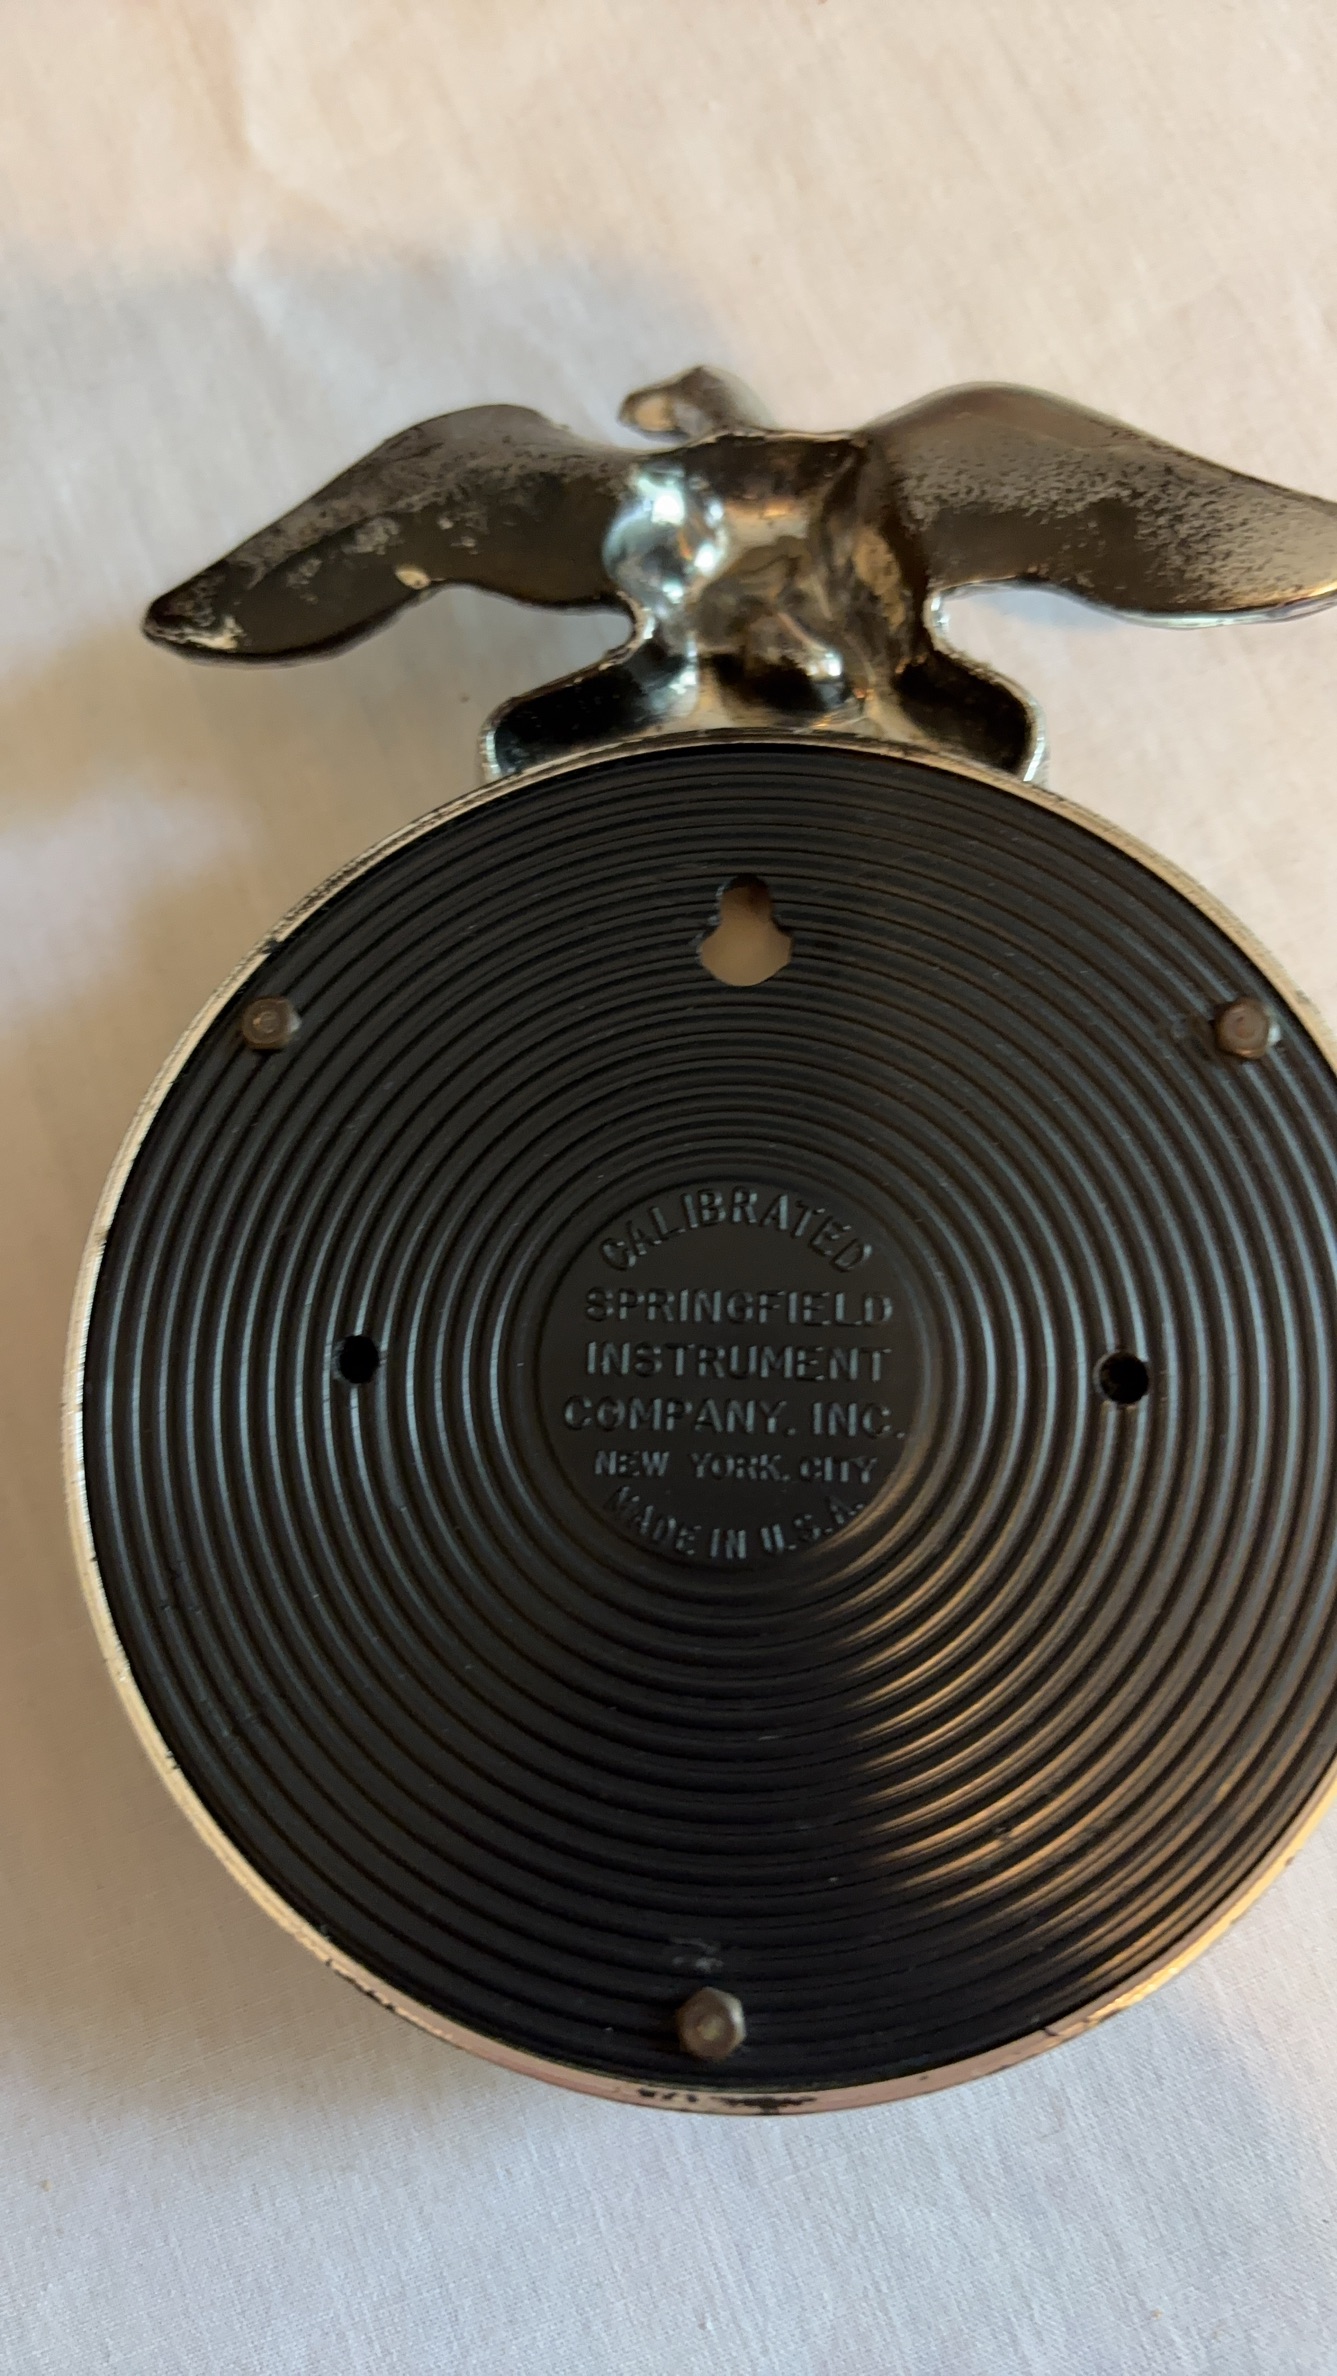 CALIBRATED
SPRINGFIELD
INSTRUMENT
COMPANY. INC.
NEW YORK. CITY
MADE IN U.S.A.